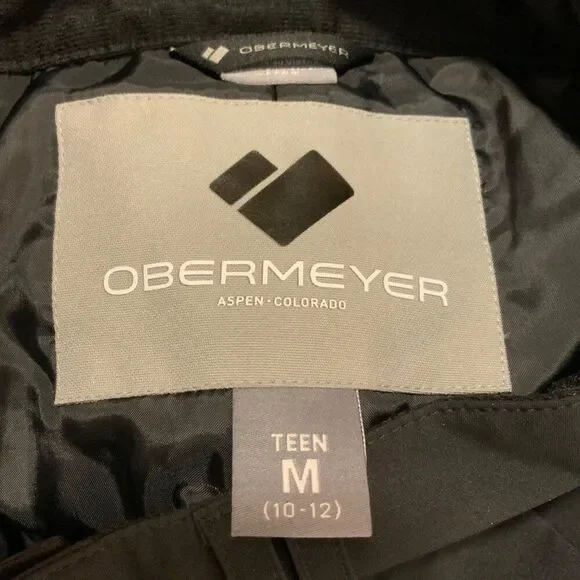 OBERMEYER
OBERMEYER
ASPEN - COLORADO
TEEN
M
(10-12)